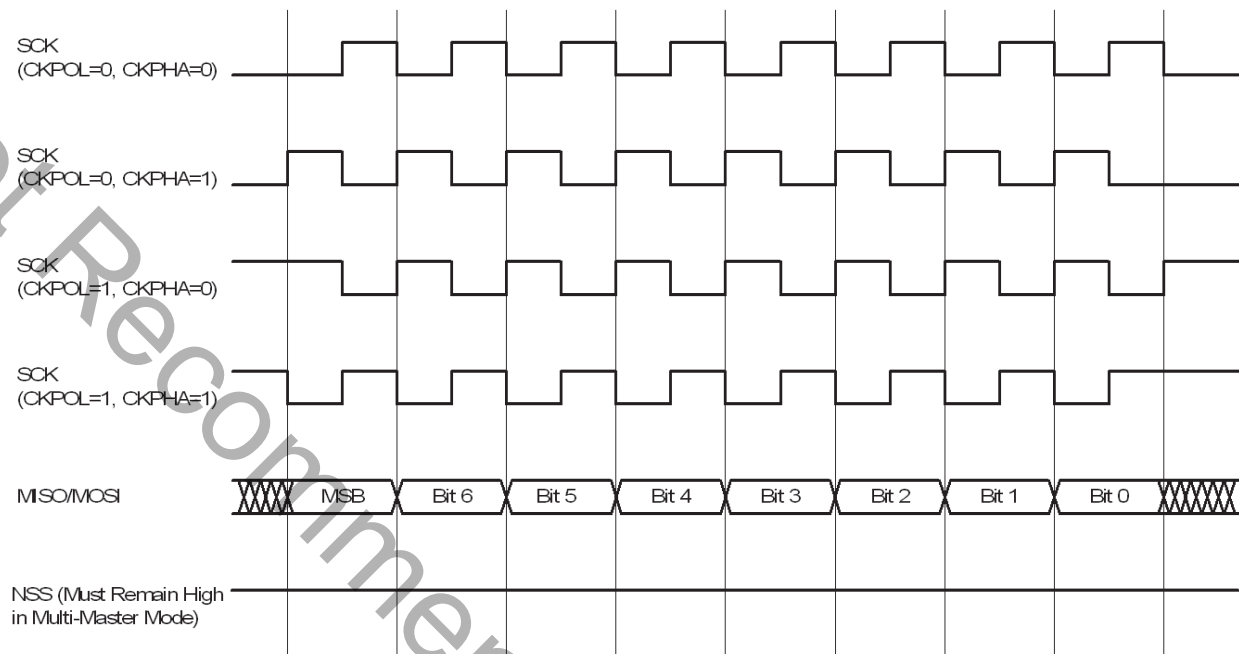 SCK
(CKPOL=0, CKPHA=0)
SCK
(CKPOL=0, CKPHA=1)
SCK
(CKPOL=1, CKPHA=0)
SCK
(CKPOL=1, CKPHA=1)
MISO/MOSI
MSB Bit 6 Bit 5 Bit 4 Bit 3 Bit 2 Bit 1 Bit 0
NSS (Must Remain High
in Multi-Master Mode)
Recommen